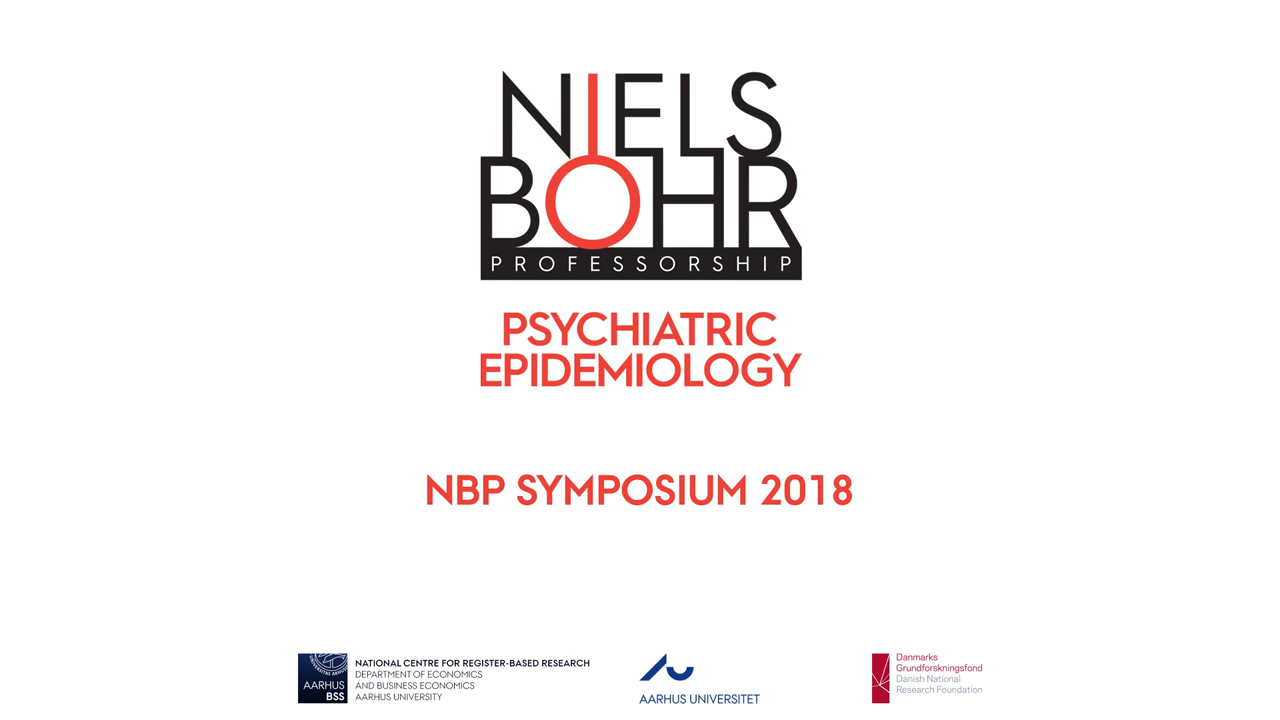 NIELS
BOHR
PROFESSORSHIP
PSYCHIATRIC
EPIDEMIOLOGY
NBP SYMPOSIUM 2018
AARHUS
BSS
NATIONAL CENTRE FOR REGISTER-BASED RESEARCH
DEPARTMENT OF ECONOMICS
AND BUSINESS ECONOMICS
AARHUS UNIVERSITY
AARHUS UNIVERSITET
Danmarks
Grundforskningsfond
Danish National
Research Foundation